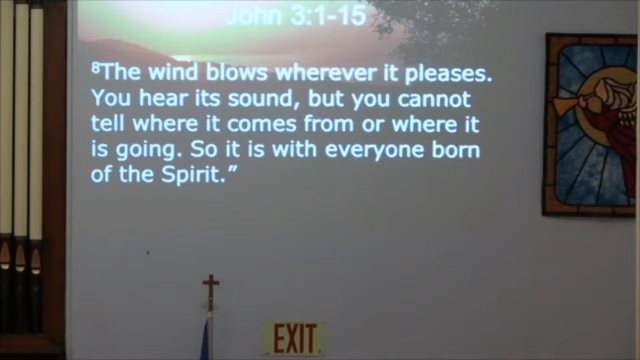 John 3:1-15
⁸The wind blows wherever it pleases.
You hear its sound, but you cannot
tell where it comes from or where it
is going. So it is with everyone born
of the Spirit.”
EXIT